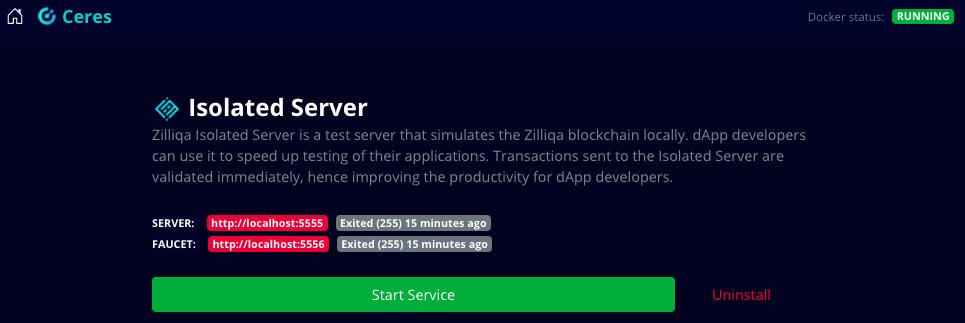 Ceres
Docker status: RUNNING
Isolated Server
Zilliqa Isolated Server is a test server that simulates the Zilliqa blockchain locally. dApp developers
can use it to speed up testing of their applications. Transactions sent to the Isolated Server are
validated immediately, hence improving the productivity for dApp developers.
SERVER: http://localhost:5555 Exited (255) 15 minutes ago
FAUCET: http://localhost:5556 Exited (255) 15 minutes ago
Start Service Uninstall